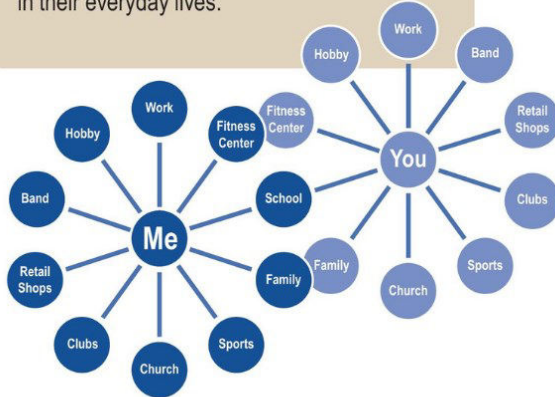 in their everyday lives.
Work
Hobby
Band
Fitness
Center
Retail
Shops
You
Clubs
Family
Sports
Church
Work
Hobby
Fitness
Center
Band
School
Me
Retail
Shops
Family
Clubs
Sports
Church